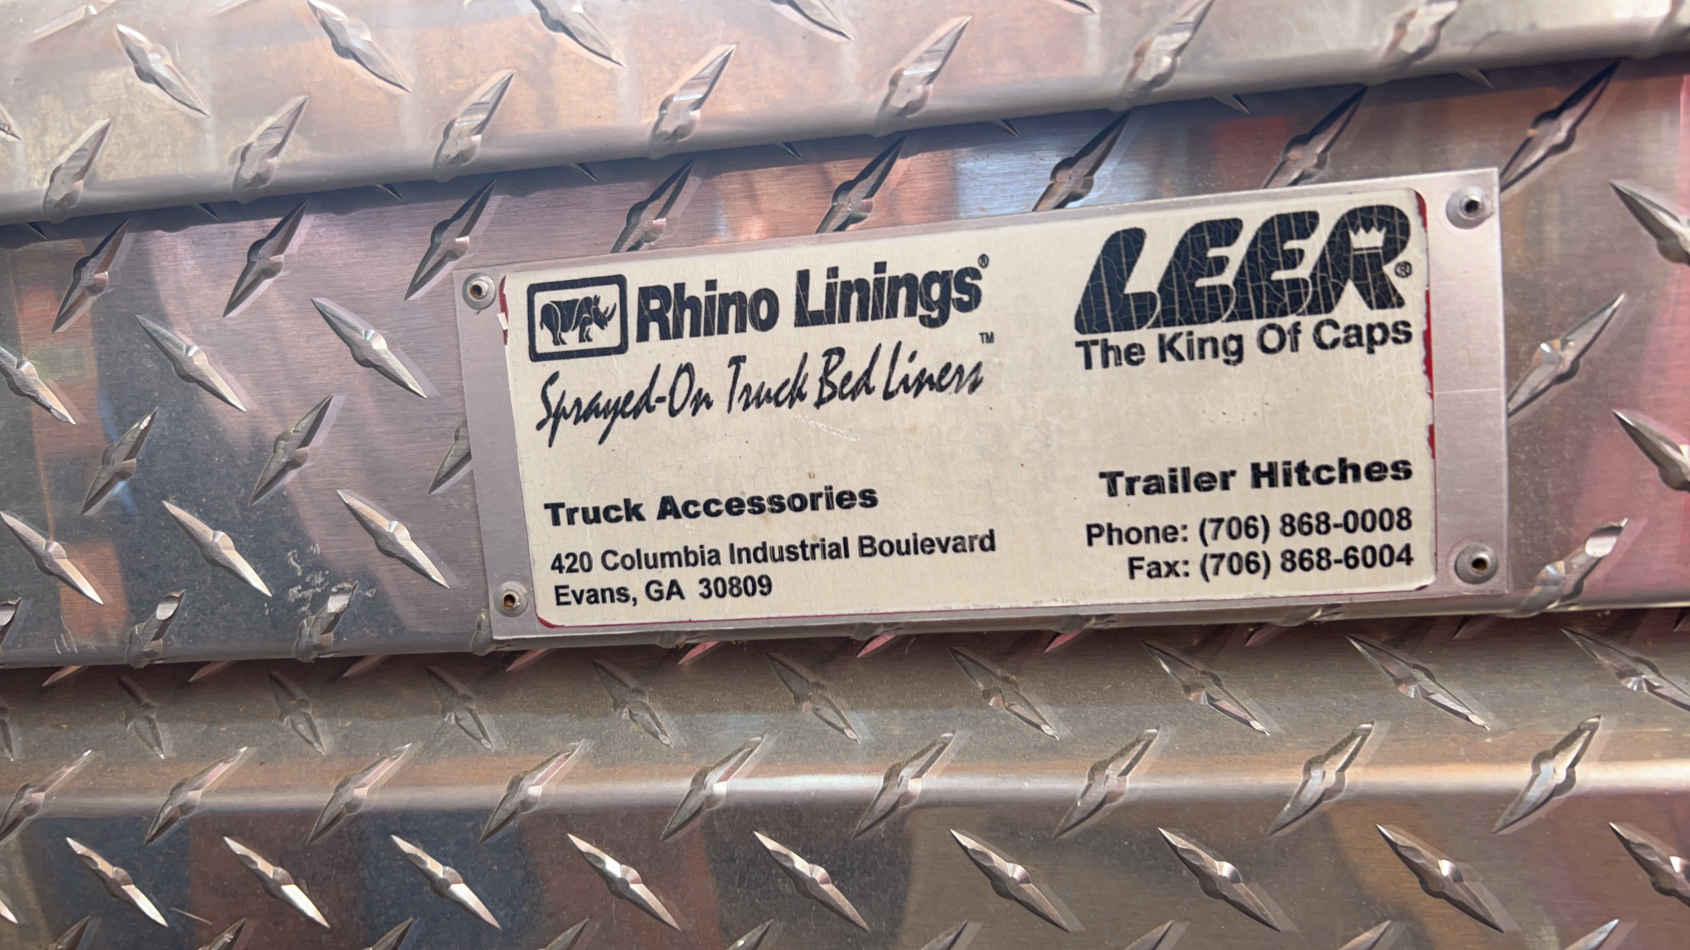 Rhino Linings®
Sprayed-On Truck Bed Liners™
LEER®
The King Of Caps
Truck Accessories
420 Columbia Industrial Boulevard
Evans, GA 30809
Trailer Hitches
Phone: (706) 868-0008
Fax: (706) 868-6004